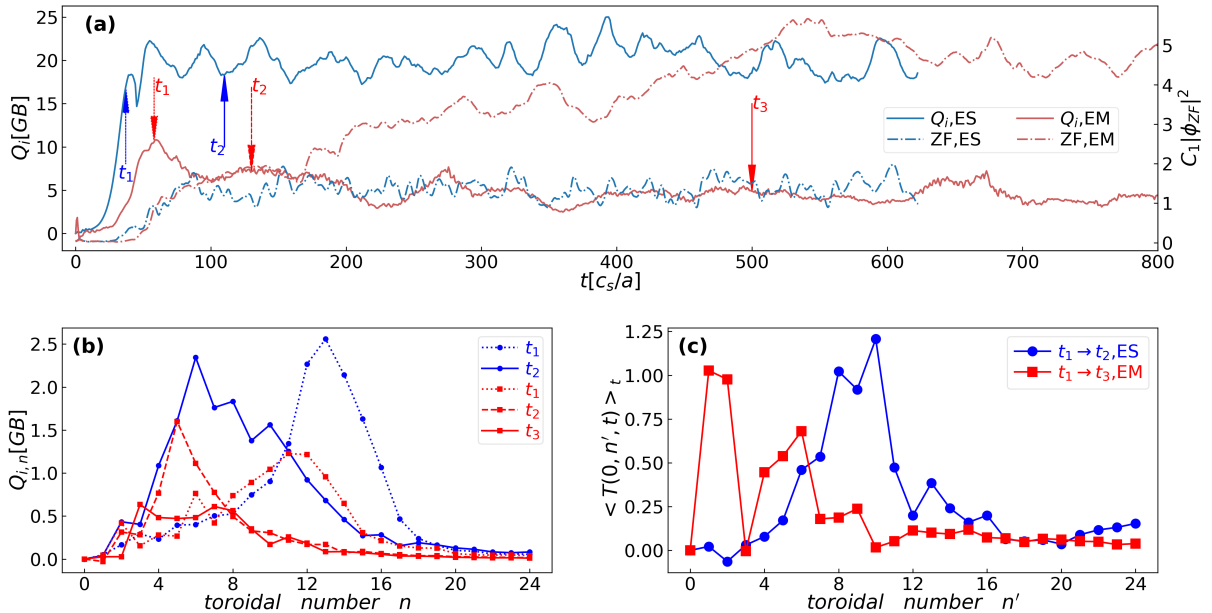 (a)
25
20
15
10
5
0
Q_i[GB]
5
4
3
2
1
0
C_1|ϕ_ZF|^2
t_1
t_2
t_3
t_1
t_2
Q_i,ES
ZF,ES
Q_i,EM
ZF,EM
0 100 200 300 400 500 600 700 800
t[c_s/a]
(b)
2.5
2.0
1.5
1.0
0.5
0.0
Q_{i,n}[GB]
t_1
t_2
t_1
t_2
t_3
0 4 8 12 16 20 24
toroidal number n
(c)
1.25
1.00
0.75
0.50
0.25
0.00
< T(0, n′, t) >_t
t_1→t_2,ES
t_1→t_3,EM
0 4 8 12 16 20 24
toroidal number n′